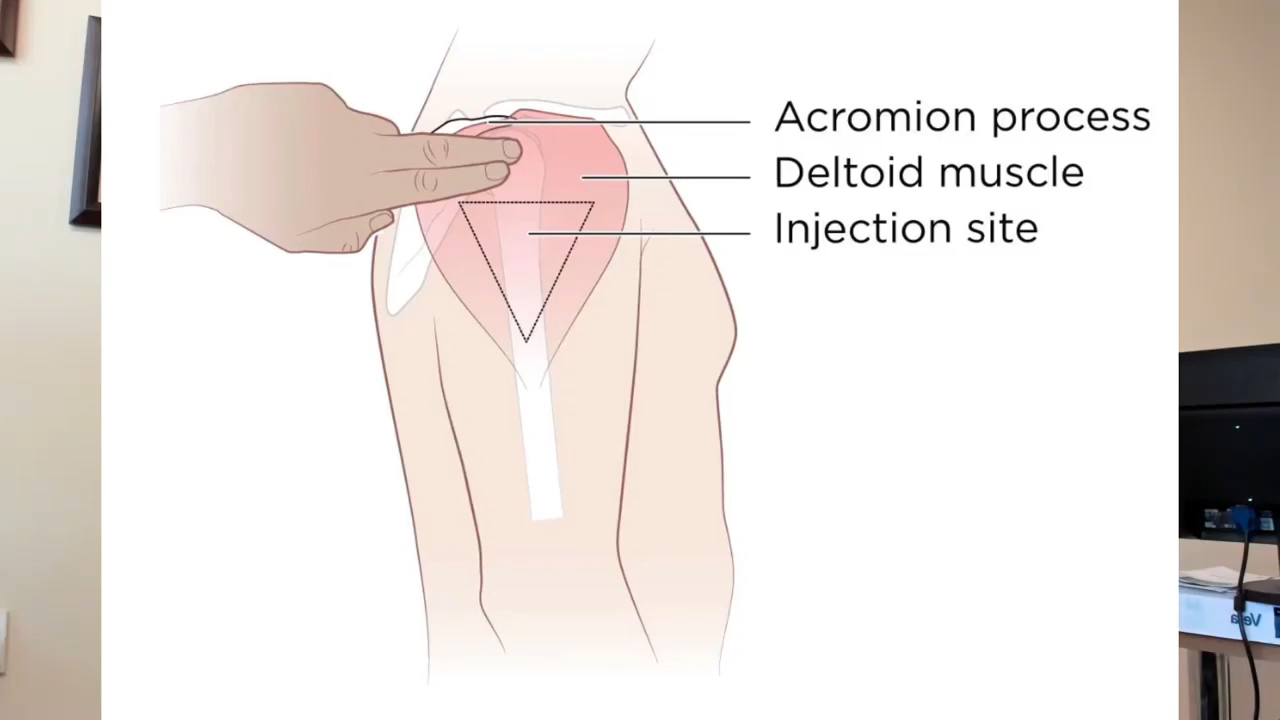 Acromion process
Deltoid muscle
Injection site